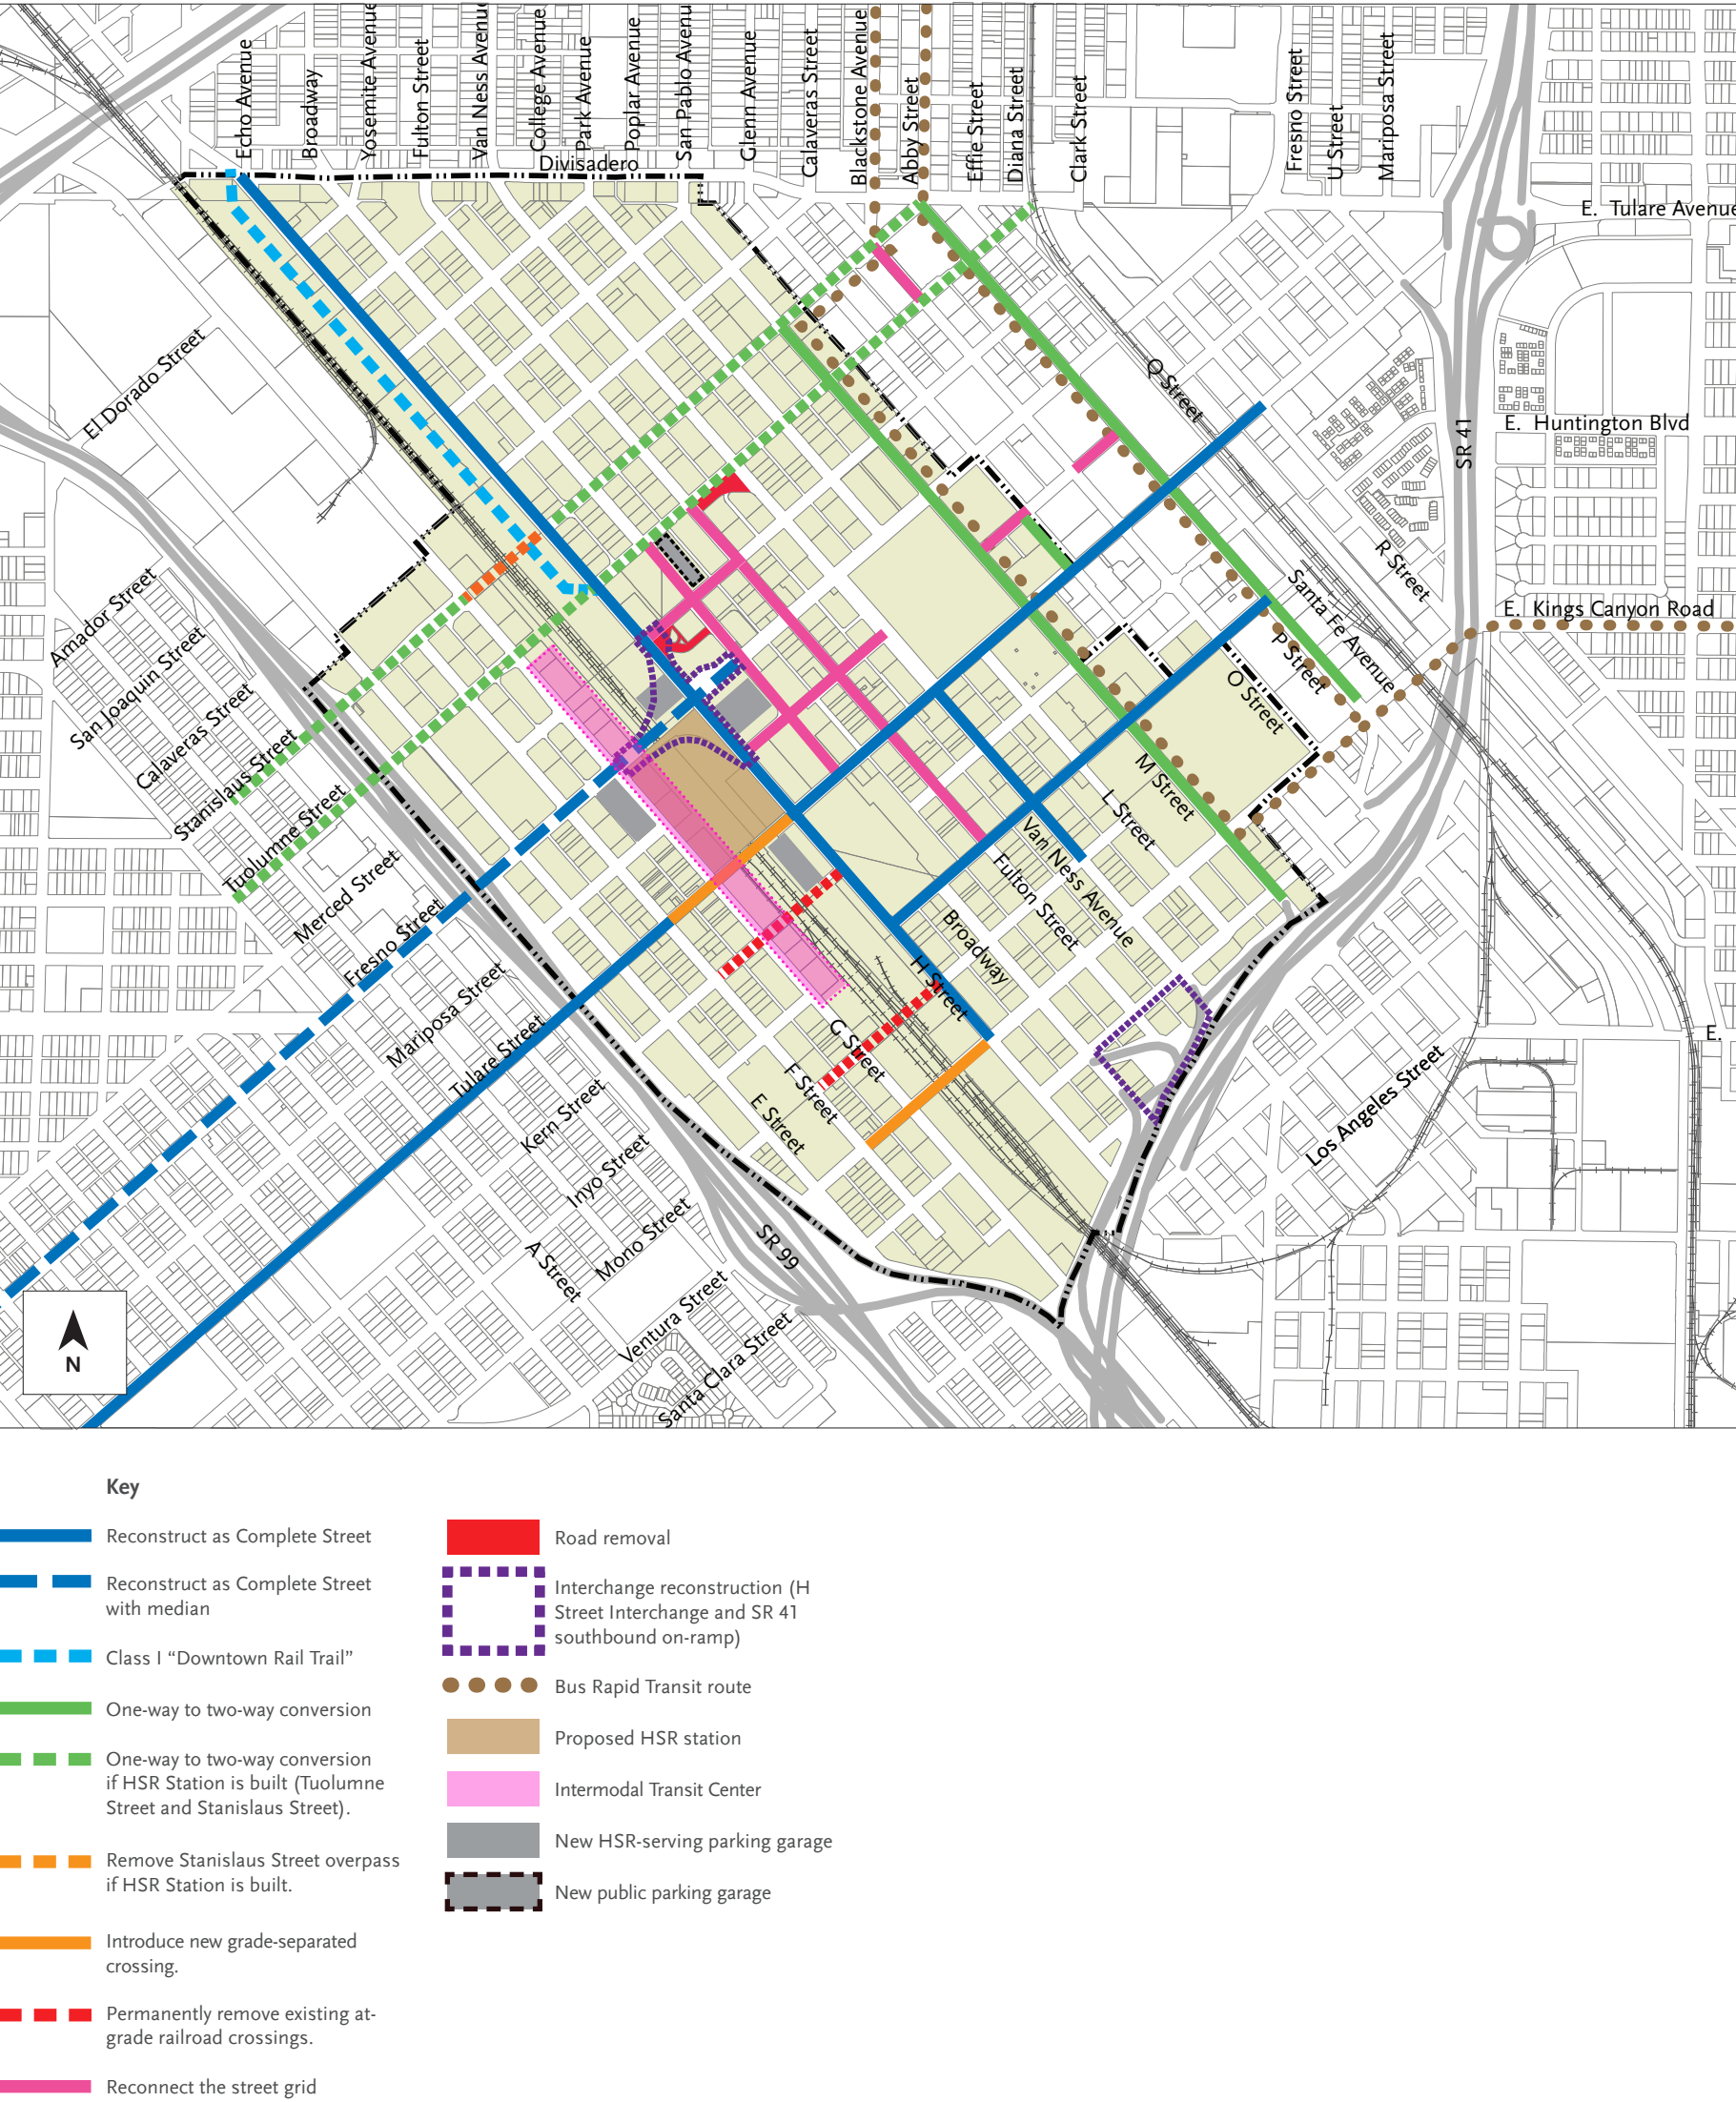 Echo Avenue
Broadway
Yosemite Avenue
Fulton Street
Van Ness Avenue
College Avenue
Park Avenue
Poplar Avenue
San Pablo Avenu
Glenn Avenue
Calaveras Street
Blackstone Avenue
Abby Street
Effie Street
Diana Street
Clark Street
Fresno Street
U Street
Mariposa Street
Divisadero
E. Tulare Avenue
El Dorado Street
Q Street
SR 41
E. Huntington Blvd
R Street
Amador Street
San Joaquin Street
Calaveras Street
Stanislaus Street
Tuolumne Street
Merced Street
Fresno Street
Mariposa Street
Tulare Street
Kern Street
Inyo Street
Mono Street
Ventura Street
Santa Clara Street
A Street
SR 99
E. Kings Canyon Road
Santa Fe Avenue
P Street
O Street
M Street
L Street
Van Ness Avenue
Fulton Street
Broadway
H Street
G Street
F Street
E Street
Los Angeles Street
E.
N
Key
Reconstruct as Complete Street
Reconstruct as Complete Street
with median
Class I “Downtown Rail Trail”
One-way to two-way conversion
One-way to two-way conversion
if HSR Station is built (Tuolumne
Street and Stanislaus Street).
Remove Stanislaus Street overpass
if HSR Station is built.
Introduce new grade-separated
crossing.
Permanently remove existing at-
grade railroad crossings.
Reconnect the street grid
Road removal
Interchange reconstruction (H
Street Interchange and SR 41
southbound on-ramp)
Bus Rapid Transit route
Proposed HSR station
Intermodal Transit Center
New HSR-serving parking garage
New public parking garage